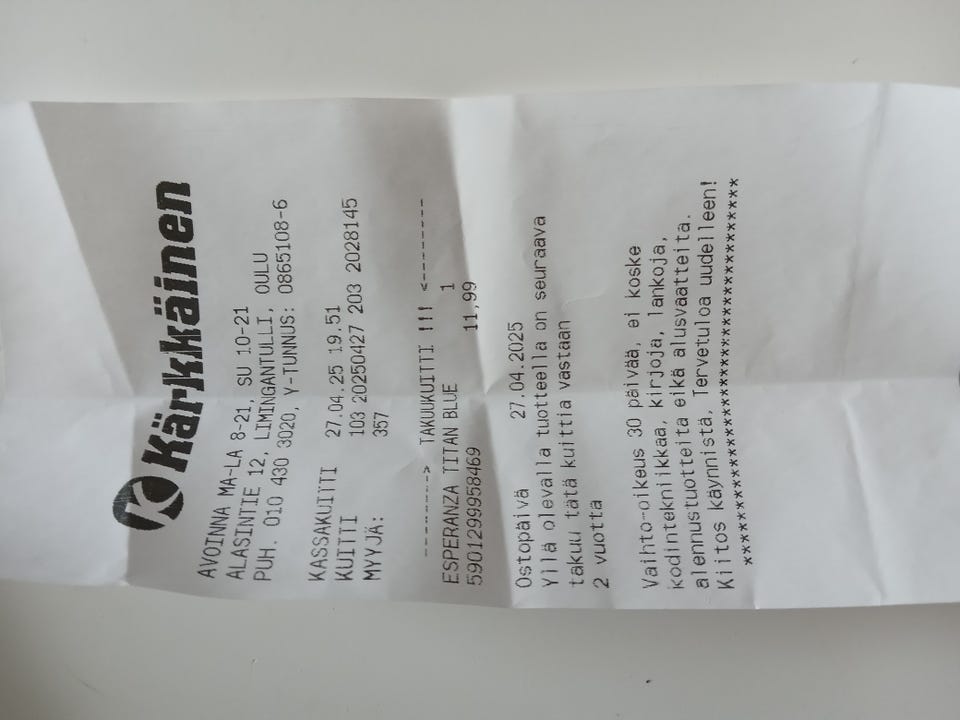 Kärkkäinen
AVOINNA MA-LA 8-21, SU 10-21
ALASINTIE 12, LIMINGANTULLI, OULU
PUH. 010 430 3020, Y-TUNNUS: 0865108-6
KASSAKUITTI 27.04.25 19.51
KUITTI 103 20250427 203 2028145
MYYJÄ: 357
--------> TAKUUKUITTI !!! <--------
ESPERANZA TITAN BLUE 1
5901299958469 11,99
Ostopäivä 27.04.2025
Yllä olevalla tuotteella on seuraava
takuu tätä kuittia vastaan
2 vuotta
Vaihto-oikeus 30 päivää, ei koske
kodintekniikkaa, kirjoja, lankoja,
alennustuotteita eikä alusvaatteita.
Kiitos käynnistä, Tervetuloa uudelleen!
***************************************